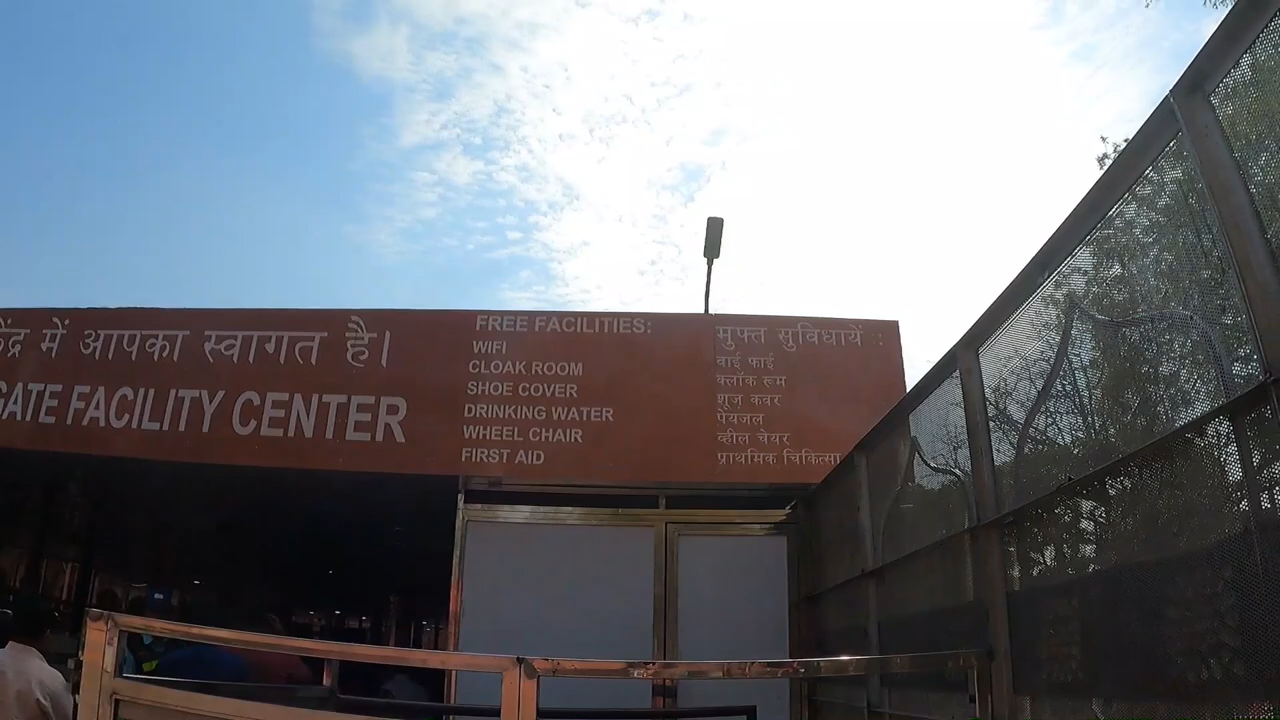 में आपका स्वागत है।
GATE FACILITY CENTER
FREE FACILITIES:
WIFI
CLOAK ROOM
SHOE COVER
DRINKING WATER
WHEEL CHAIR
FIRST AID
मुफ्त सुविधायें :
वाई फाई
क्लॉक रूम
शूज़ कवर
पेयजल
व्हील चेयर
प्राथमिक चिकित्सा